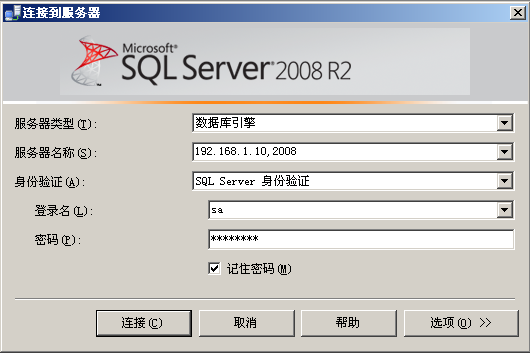 连接到服务器
Microsoft®
SQL Server® 2008 R2
服务器类型(T): 数据库引擎
服务器名称(S): 192.168.1.10,2008
身份验证(A): SQL Server 身份验证
登录名(L): sa
密码(P): ********
记住密码(M)
连接(C) 取消 帮助 选项(O) >>